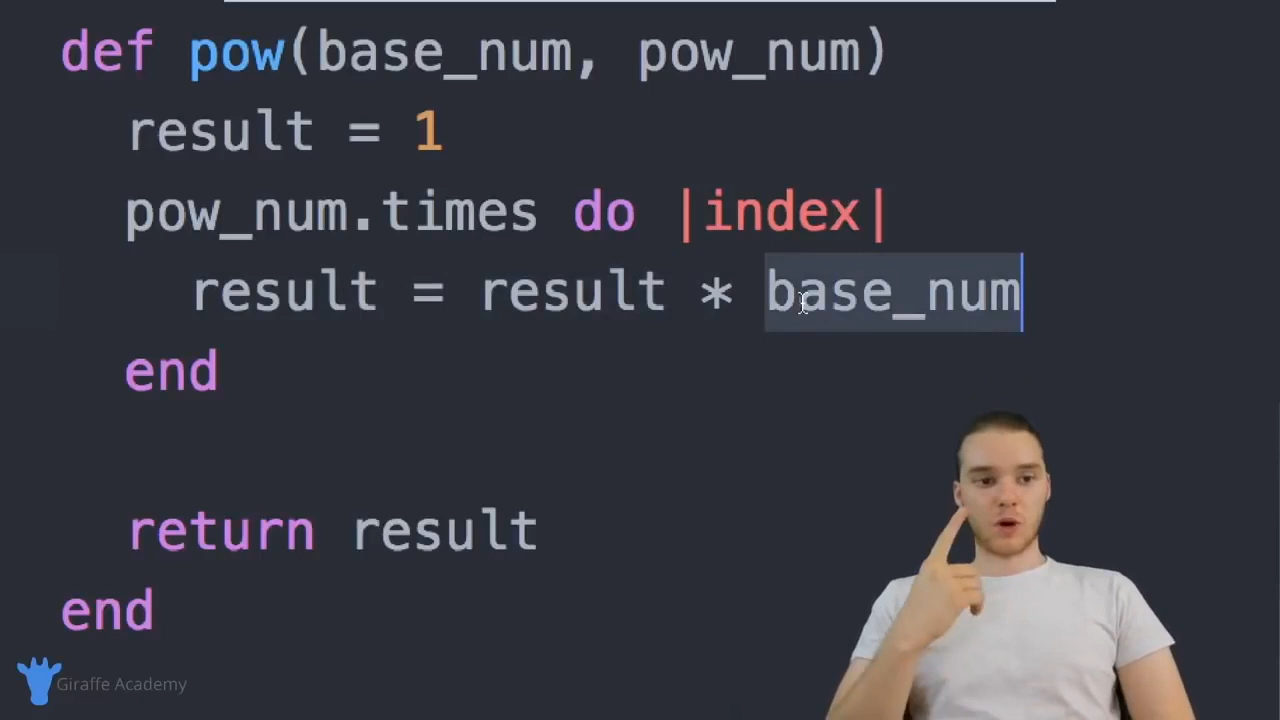 def pow(base_num, pow_num)
result = 1
pow_num.times do |index|
result = result * base_num
end
return result
end
Giraffe Academy